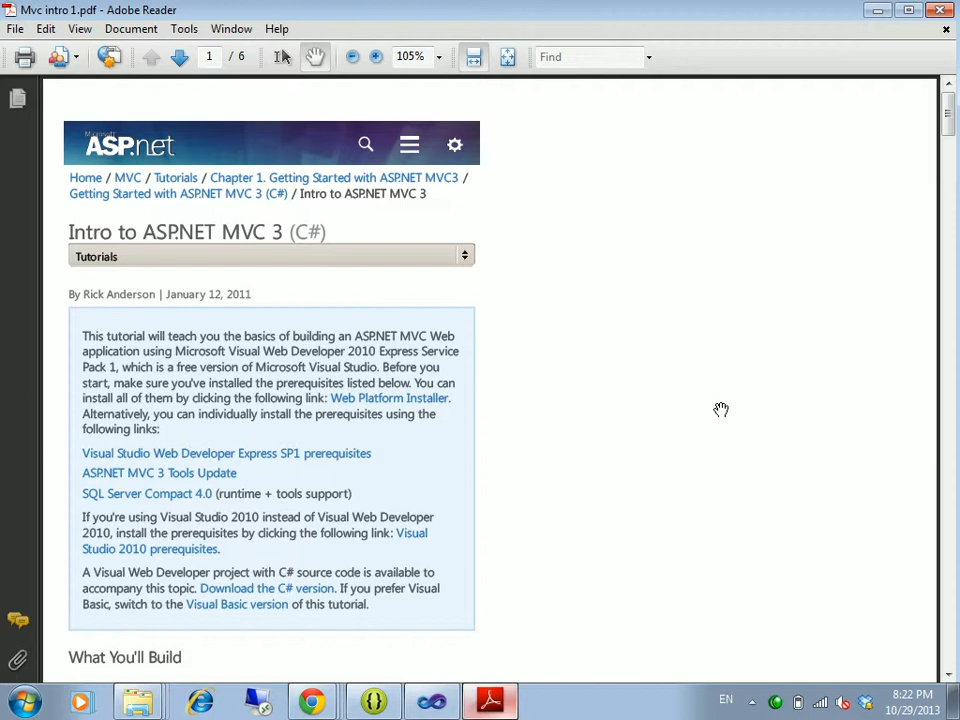 Mvc intro 1.pdf - Adobe Reader
File Edit View Document Tools Window Help
1 / 6 105% Find
Microsoft
ASP.net
Home / MVC / Tutorials / Chapter 1. Getting Started with ASP.NET MVC3 /
Getting Started with ASP.NET MVC 3 (C#) / Intro to ASP.NET MVC 3
Intro to ASP.NET MVC 3 (C#)
Tutorials
By Rick Anderson | January 12, 2011
This tutorial will teach you the basics of building an ASP.NET MVC Web
application using Microsoft Visual Web Developer 2010 Express Service
Pack 1, which is a free version of Microsoft Visual Studio. Before you
start, make sure you've installed the prerequisites listed below. You can
install all of them by clicking the following link: Web Platform Installer.
Alternatively, you can individually install the prerequisites using the
following links:
Visual Studio Web Developer Express SP1 prerequisites
ASP.NET MVC 3 Tools Update
SQL Server Compact 4.0 (runtime + tools support)
If you're using Visual Studio 2010 instead of Visual Web Developer
2010, install the prerequisites by clicking the following link: Visual
Studio 2010 prerequisites.
A Visual Web Developer project with C# source code is available to
accompany this topic. Download the C# version. If you prefer Visual
Basic, switch to the Visual Basic version of this tutorial.
What You'll Build
EN
8:22 PM
10/29/2013